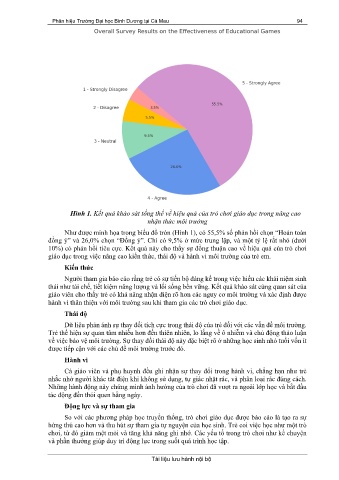 Phân hiệu Trường Đại học Bình Dương tại Cà Mau 94
Overall Survey Results on the Effectiveness of Educational Games
5 - Strongly Agree
1 - Strongly Disagree
55.5%
2 - Disagree
5.0%
9.5%
3 - Neutral
26.0%
4 - Agree
Hình 1. Kết quả khảo sát tổng thể về hiệu quả của trò chơi giáo dục trong nâng cao
nhận thức môi trường
Như được minh họa trong biểu đồ tròn (Hình 1), có 55,5% số phản hồi chọn “Hoàn toàn
đồng ý” và 26,0% chọn “Đồng ý”. Chỉ có 9,5% ở mức trung lập, và một tỷ lệ rất nhỏ (dưới
10%) có phản hồi tiêu cực. Kết quả này cho thấy sự đồng thuận cao về hiệu quả của trò chơi
giáo dục trong việc nâng cao kiến thức, thái độ và hành vi môi trường của trẻ em.
Kiến thức
Người tham gia báo cáo rằng trẻ có sự tiến bộ đáng kể trong việc hiểu các khái niệm sinh
thái như tái chế, tiết kiệm năng lượng và lối sống bền vững. Kết quả khảo sát cùng quan sát của
giáo viên cho thấy trẻ có khả năng nhận diện rõ hơn các nguy cơ môi trường và xác định được
hành vi thân thiện với môi trường sau khi tham gia các trò chơi giáo dục.
Thái độ
Dữ liệu phản ánh sự thay đổi tích cực trong thái độ của trẻ đối với các vấn đề môi trường.
Trẻ thể hiện sự quan tâm nhiều hơn đến thiên nhiên, lo lắng về ô nhiễm và chủ động thảo luận
về việc bảo vệ môi trường. Sự thay đổi thái độ này đặc biệt rõ ở những học sinh nhỏ tuổi vốn ít
được tiếp cận với các chủ đề môi trường trước đó.
Hành vi
Cả giáo viên và phụ huynh đều ghi nhận sự thay đổi trong hành vi, chẳng hạn như trẻ
nhắc nhở người khác tắt điện khi không sử dụng, tự giác nhặt rác, và phân loại rác đúng cách.
Những hành động này chứng minh ảnh hưởng của trò chơi đã vượt ra ngoài lớp học và bắt đầu
tác động đến thói quen hằng ngày.
Động lực và sự tham gia
So với các phương pháp học truyền thống, trò chơi giáo dục được báo cáo là tạo ra sự
hứng thú cao hơn và thu hút sự tham gia tự nguyện của học sinh. Trẻ coi việc học như một trò
chơi, từ đó giảm mệt mỏi và tăng khả năng ghi nhớ. Các yếu tố trong trò chơi như kể chuyện
và phần thưởng giúp duy trì động lực trong suốt quá trình học tập.
Tài liệu lưu hành nội bộ